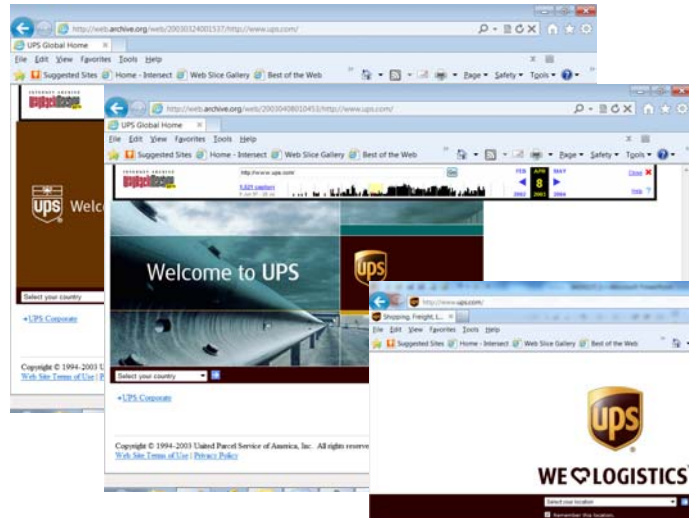 http://web.archive.org/web/20030324001537/http://www.ups.com/
UPS Global Home
File Edit View Favorites Tools Help
Suggested Sites Home - Intersect Web Slice Gallery Best of the Web
Page Safety Tools
INTERNET ARCHIVE
ups Welc
Select your country
UPS Corporate
Copyright © 1994-2003 U
Web Site Terms of Use | P
http://web.archive.org/web/20030408010453/http://www.ups.com/
UPS Global Home
File Edit View Favorites Tools Help
Suggested Sites Home - Intersect Web Slice Gallery Best of the Web
Page Safety Tools
INTERNET ARCHIVE
http://www.ups.com/
Go
FEB APR MAY
Close
8
2002 2003 2004
Help
Welcome to UPS
ups
Select your country
UPS Corporate
Copyright © 1994-2003 United Parcel Service of America, Inc. All rights reserve
Web Site Terms of Use | Privacy Policy
http://www.ups.com/
Shipping, Freight, L...
File Edit View Favorites Tools Help
Suggested Sites Home - Intersect Web Slice Gallery Best of the Web
ups
WE LOGISTICS
Select your location
Remember this location.